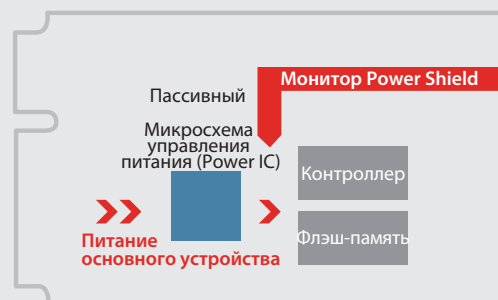 Монитор Power Shield
Пассивный
Микросхема
управления
питания (Power IC)
Контроллер
Флэш-память
Питание
основного устройства